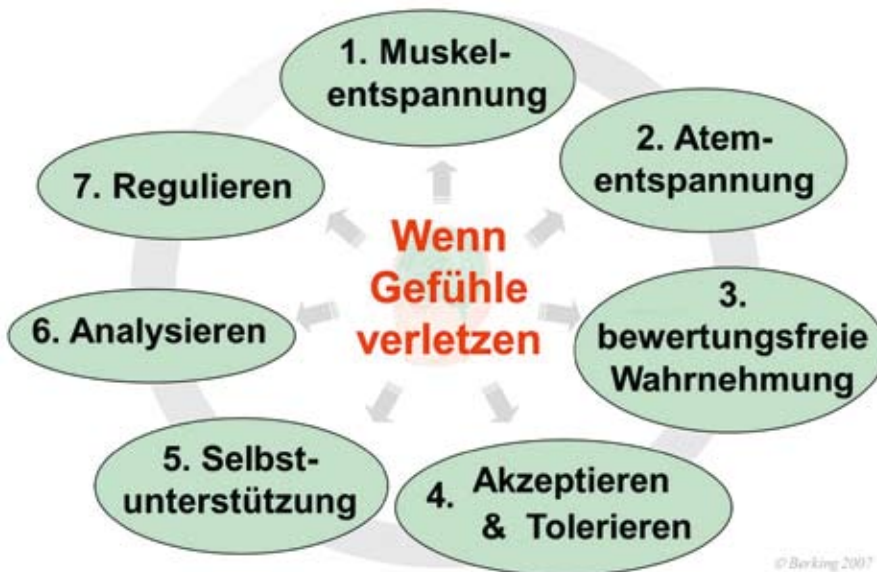 1. Muskel-
entspannung
2. Atem-
entspannung
3.
bewertungsfreie
Wahrnehmung
4. Akzeptieren
& Tolerieren
5. Selbst-
unterstützung
6. Analysieren
7. Regulieren
Wenn
Gefühle
verletzen
© Berking 2007